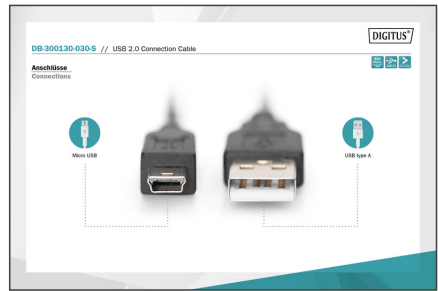 DIGITUS®
DB-300130-030-S // USB 2.0 Connection Cable
Anschlüsse
Connections
Micro USB
USB type A